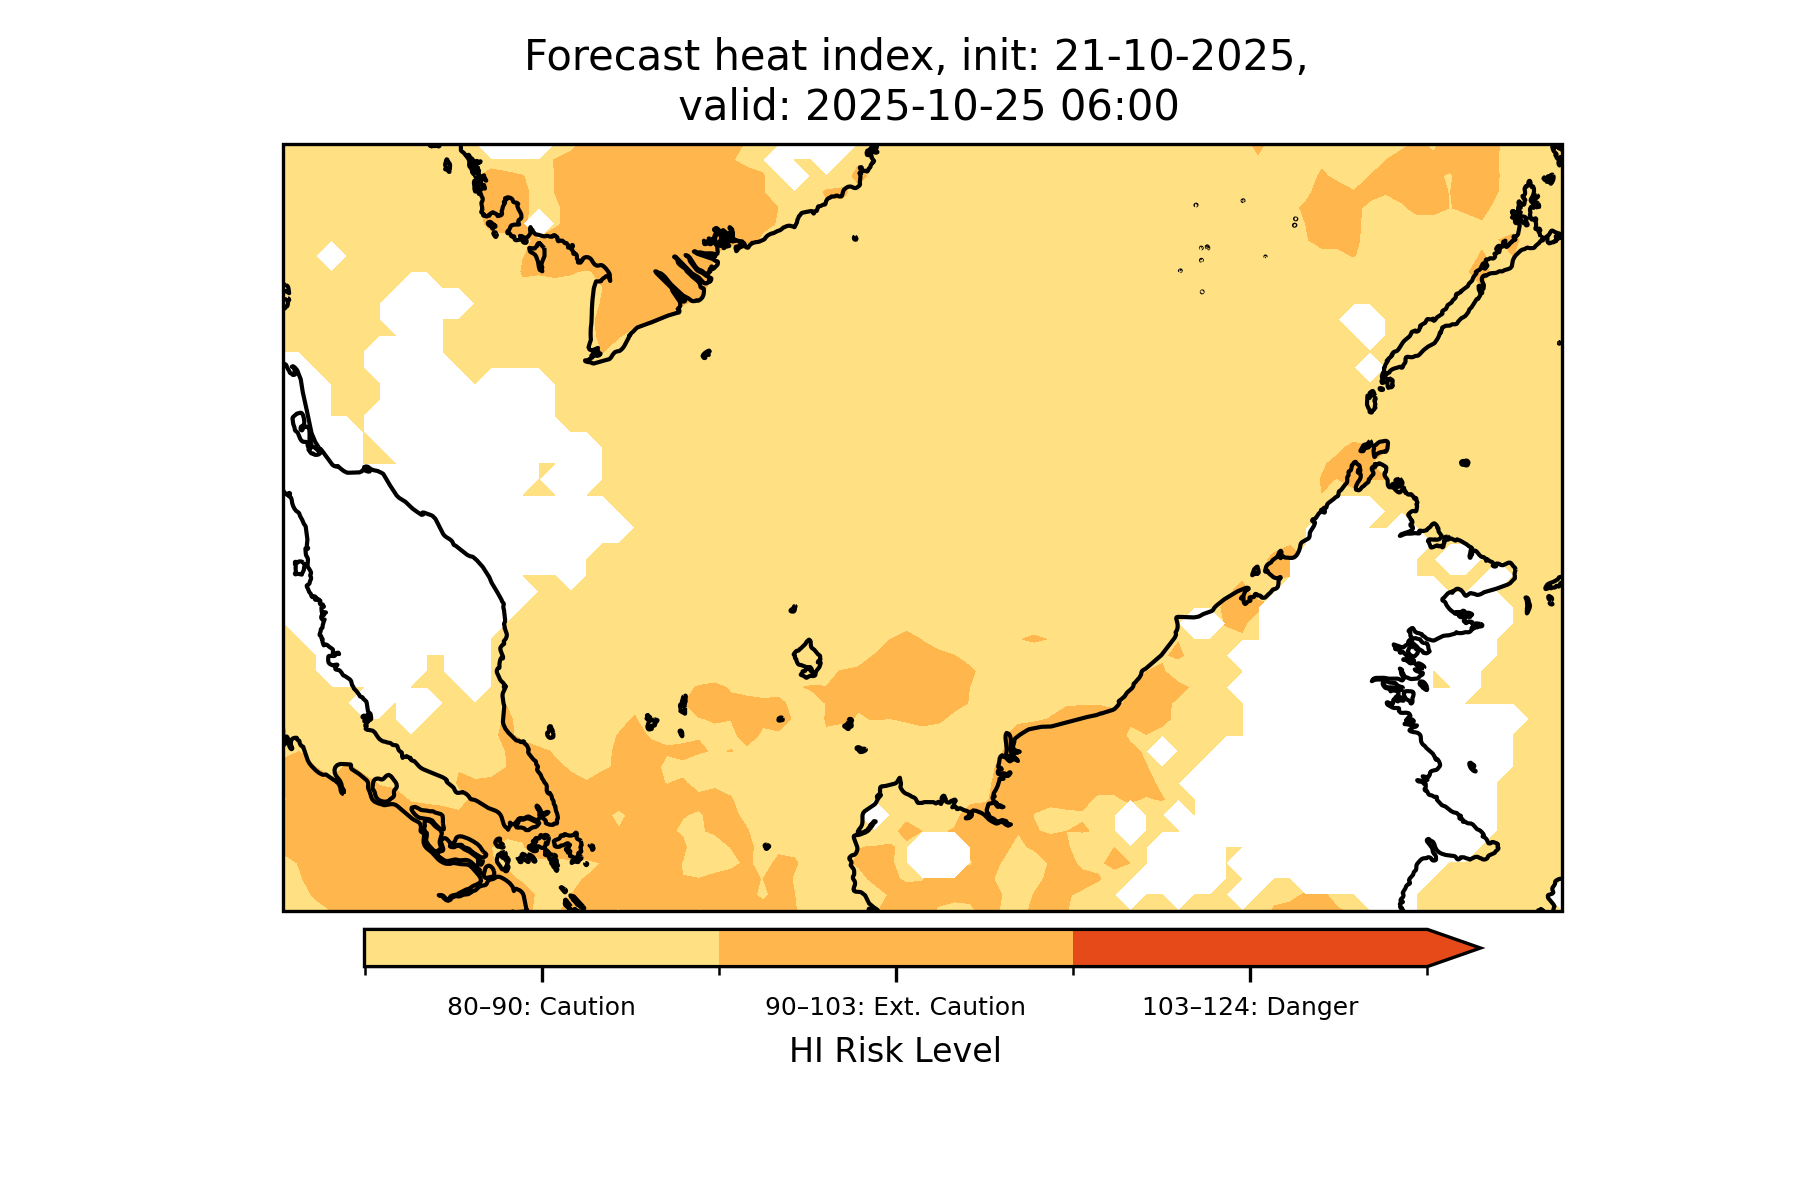 Forecast heat index, init: 21-10-2025,
valid: 2025-10-25 06:00
80–90: Caution
90–103: Ext. Caution
103–124: Danger
HI Risk Level